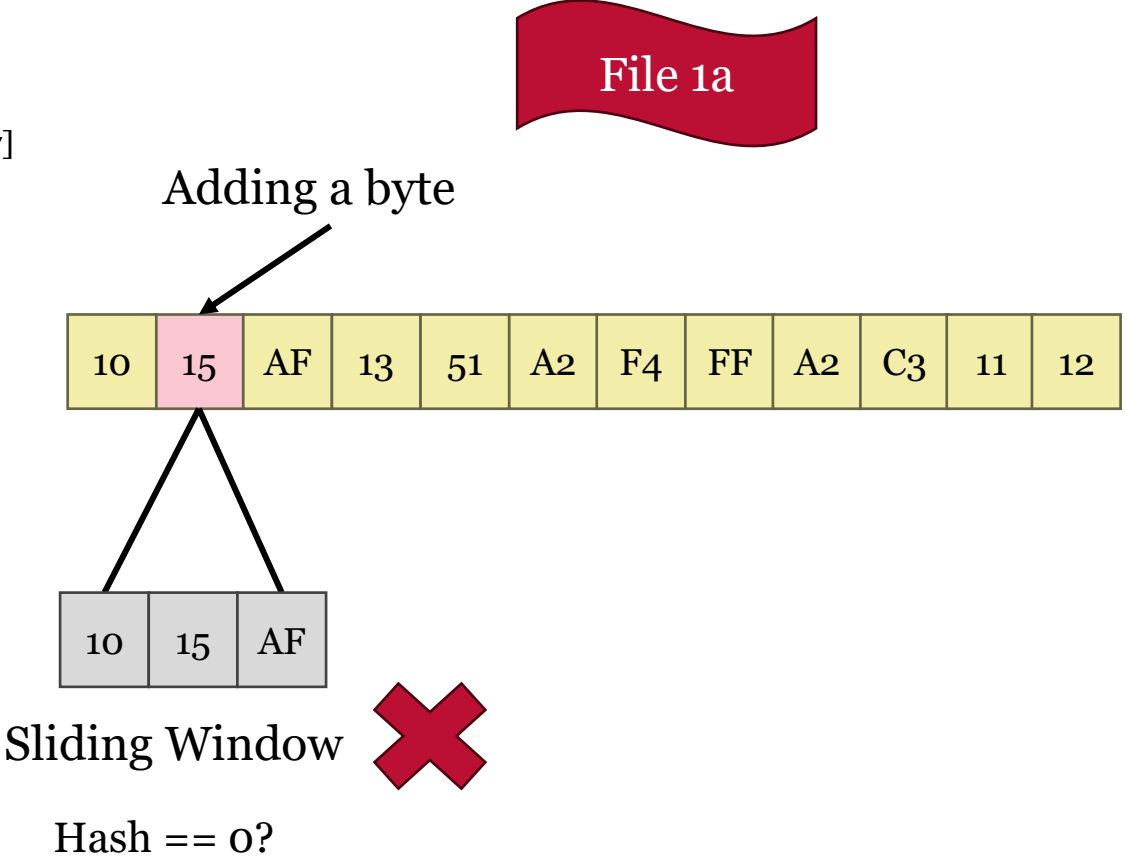 File 1a
]
Adding a byte
10 15 AF 13 51 A2 F4 FF A2 C3 11 12
10 15 AF
Sliding Window
Hash == 0?